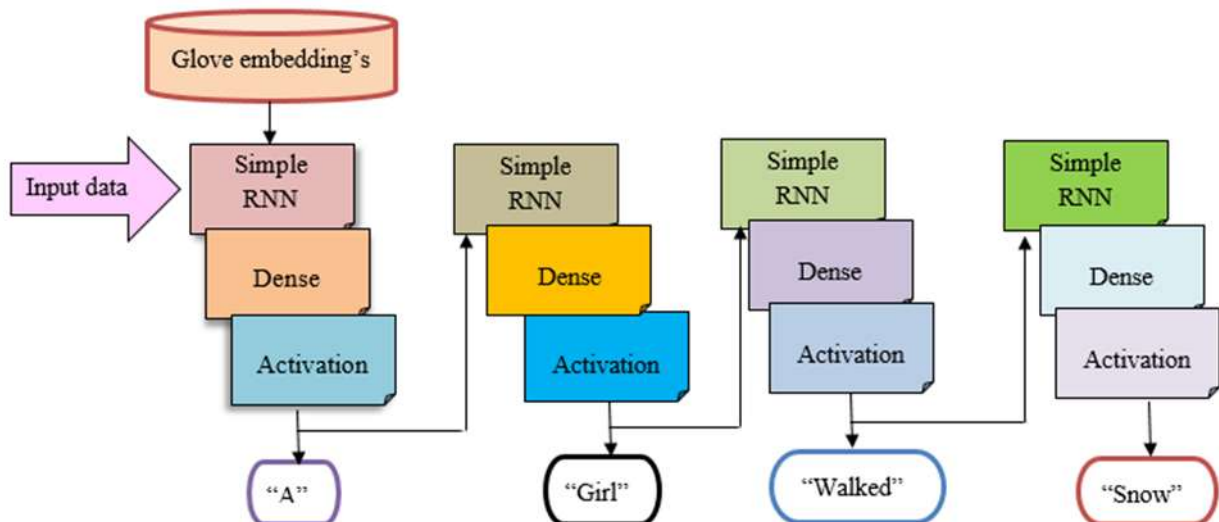 Glove embedding’s
Input data
Simple
RNN
Dense
Activation
“A”
Simple
RNN
Dense
Activation
“Girl”
Simple
RNN
Dense
Activation
“Walked”
Simple
RNN
Dense
Activation
“Snow”